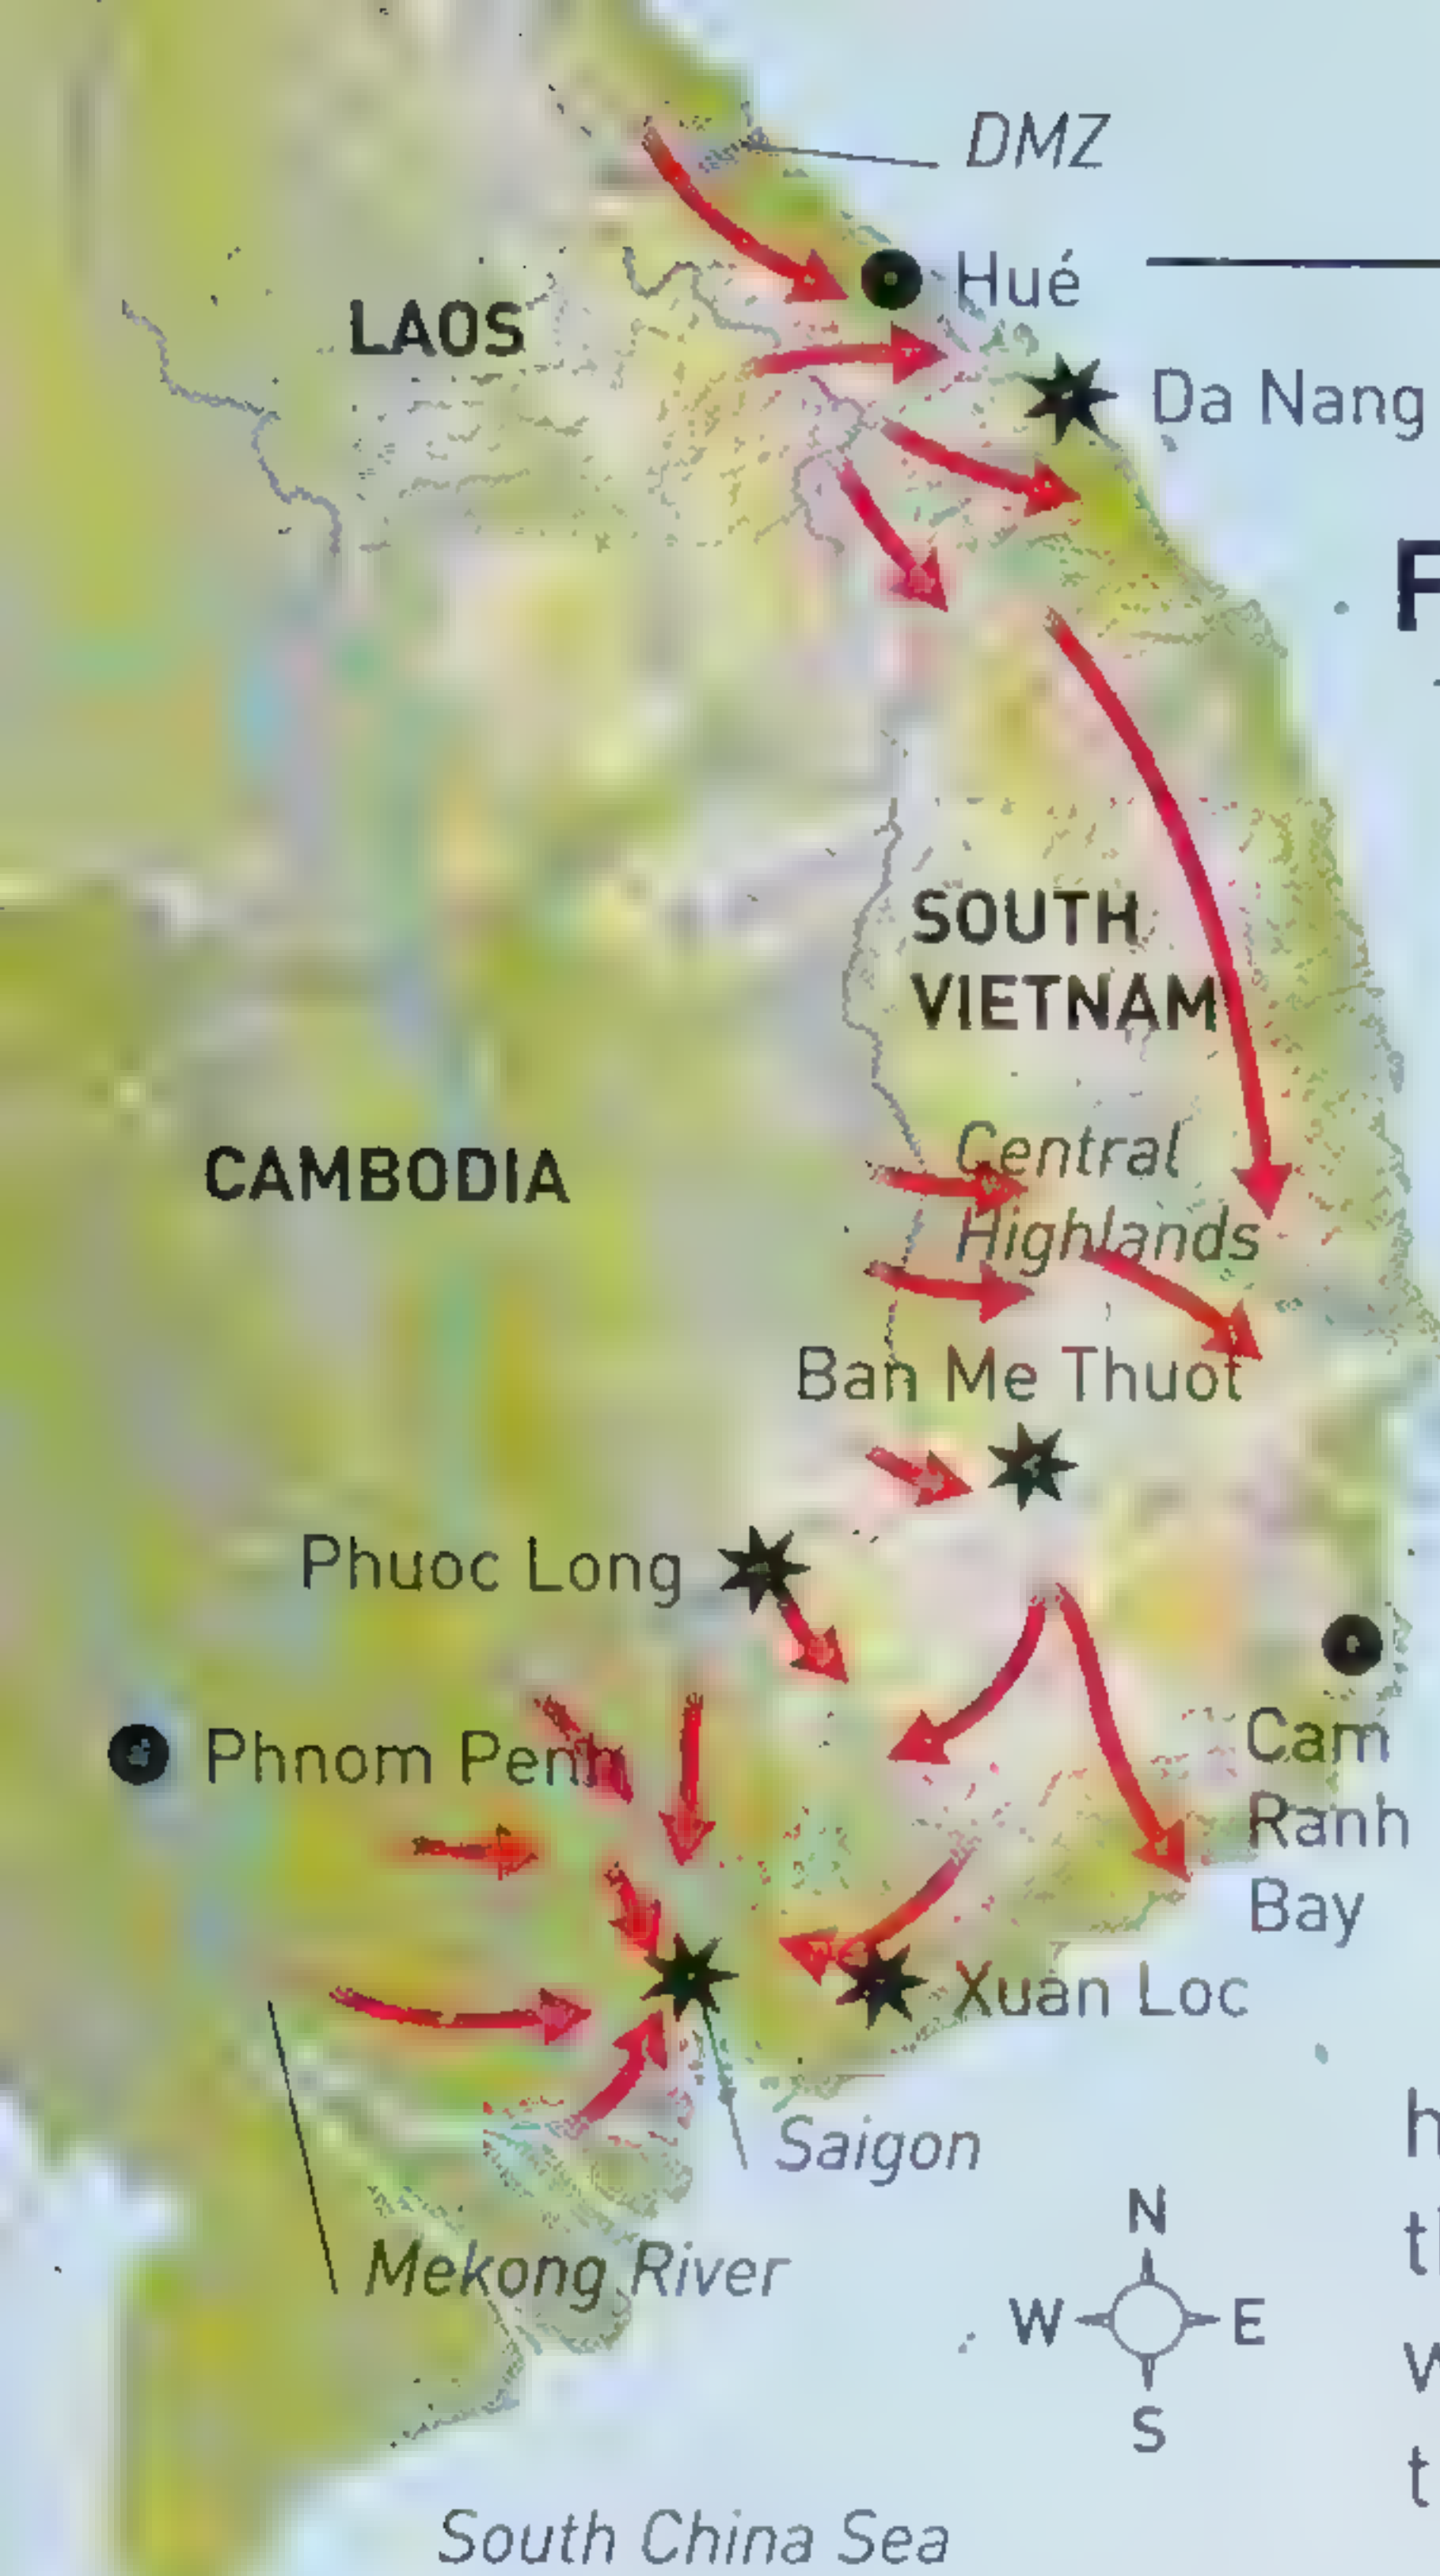 DMZ
Hué
LAOS
Da Nang
SOUTH
VIETNAM
Central
Highlands
CAMBODIA
Ban Me Thuot
Phuoc Long
Phnom Penh
Cam
Ranh
Bay
Xuan Loc
Saigon
Mekong River
N
W E
S
South China Sea